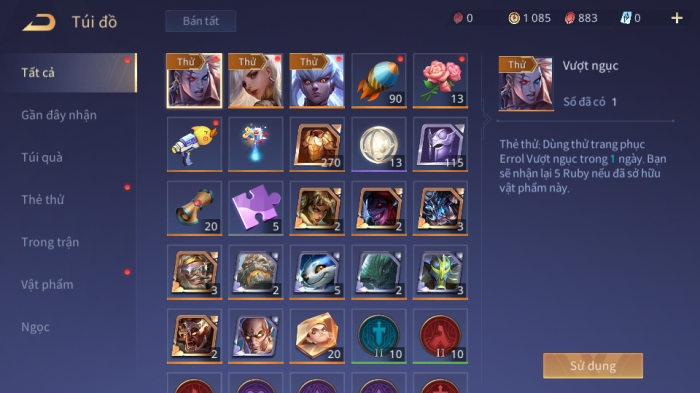 Túi đồ
Bán tất
0
1 085
883
0
Tất cả
Gần đây nhận
Túi quà
Thẻ thử
Trong trận
Vật phẩm
Ngọc
Thử
Thử
Thử
90
13
270
13
115
20
5
2
2
2
3
2
5
2
3
2
20
II
10
II
10
Thử
Vượt ngục
Số đã có 1
Thẻ thử: Dùng thử trang phục
Errol Vượt ngục trong 1 ngày. Bạn
sẽ nhận lại 5 Ruby nếu đã sở hữu
vật phẩm này.
Sử dụng